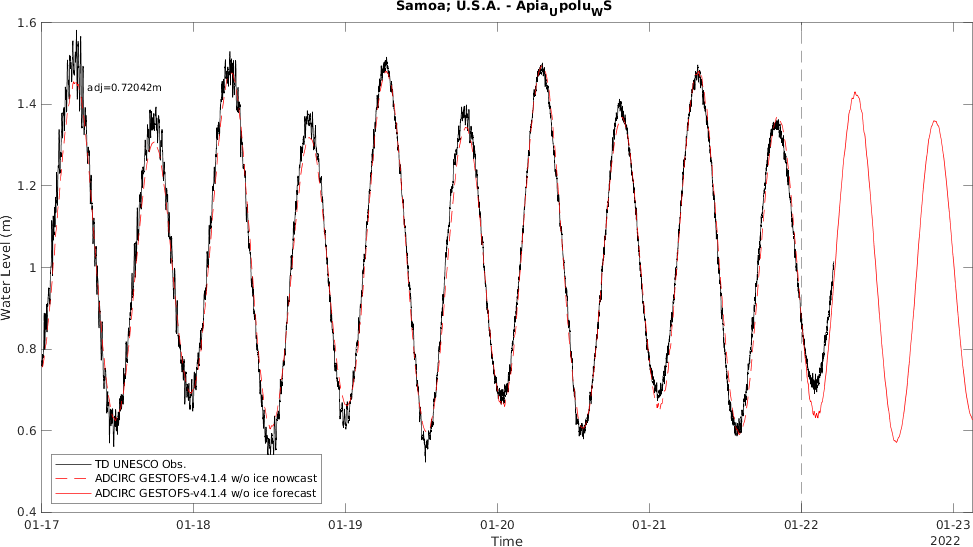 Samoa; U.S.A. - ApiaUpoluWS
1.6
1.4
1.2
1
0.8
0.6
0.4
Water Level (m)
adj=0.72042m
TD UNESCO Obs.
ADCIRC GESTOFS-v4.1.4 w/o ice nowcast
ADCIRC GESTOFS-v4.1.4 w/o ice forecast
01-17 01-18 01-19 01-20 01-21 01-22 01-23
Time 2022